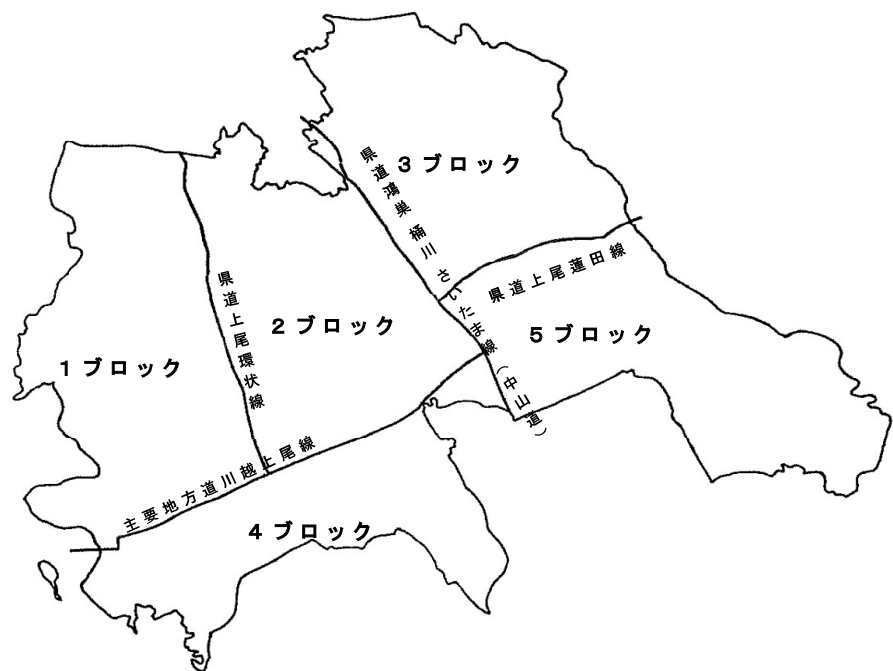 3ブロック
県道鴻巣桶川さいたま線(中山道)
県道上尾蓮田線
県道上尾環状線
2ブロック
5ブロック
1ブロック
主要地方道川越上尾線
4ブロック